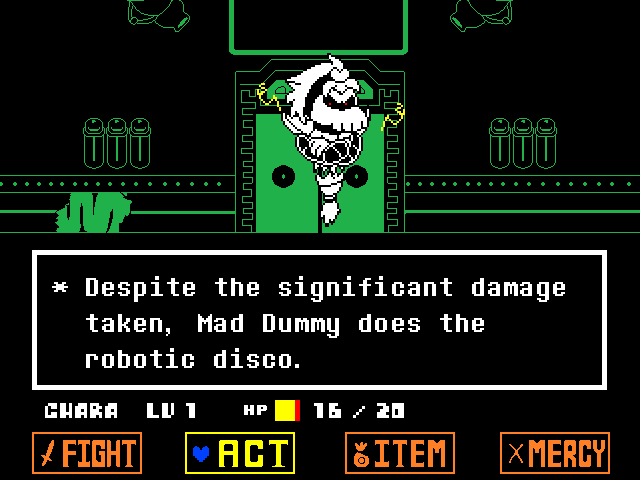 * Despite the significant damage
taken, Mad Dummy does the
robotic disco.
CHARA LV 1 HP 16 / 20
FIGHT ACT ITEM MERCY